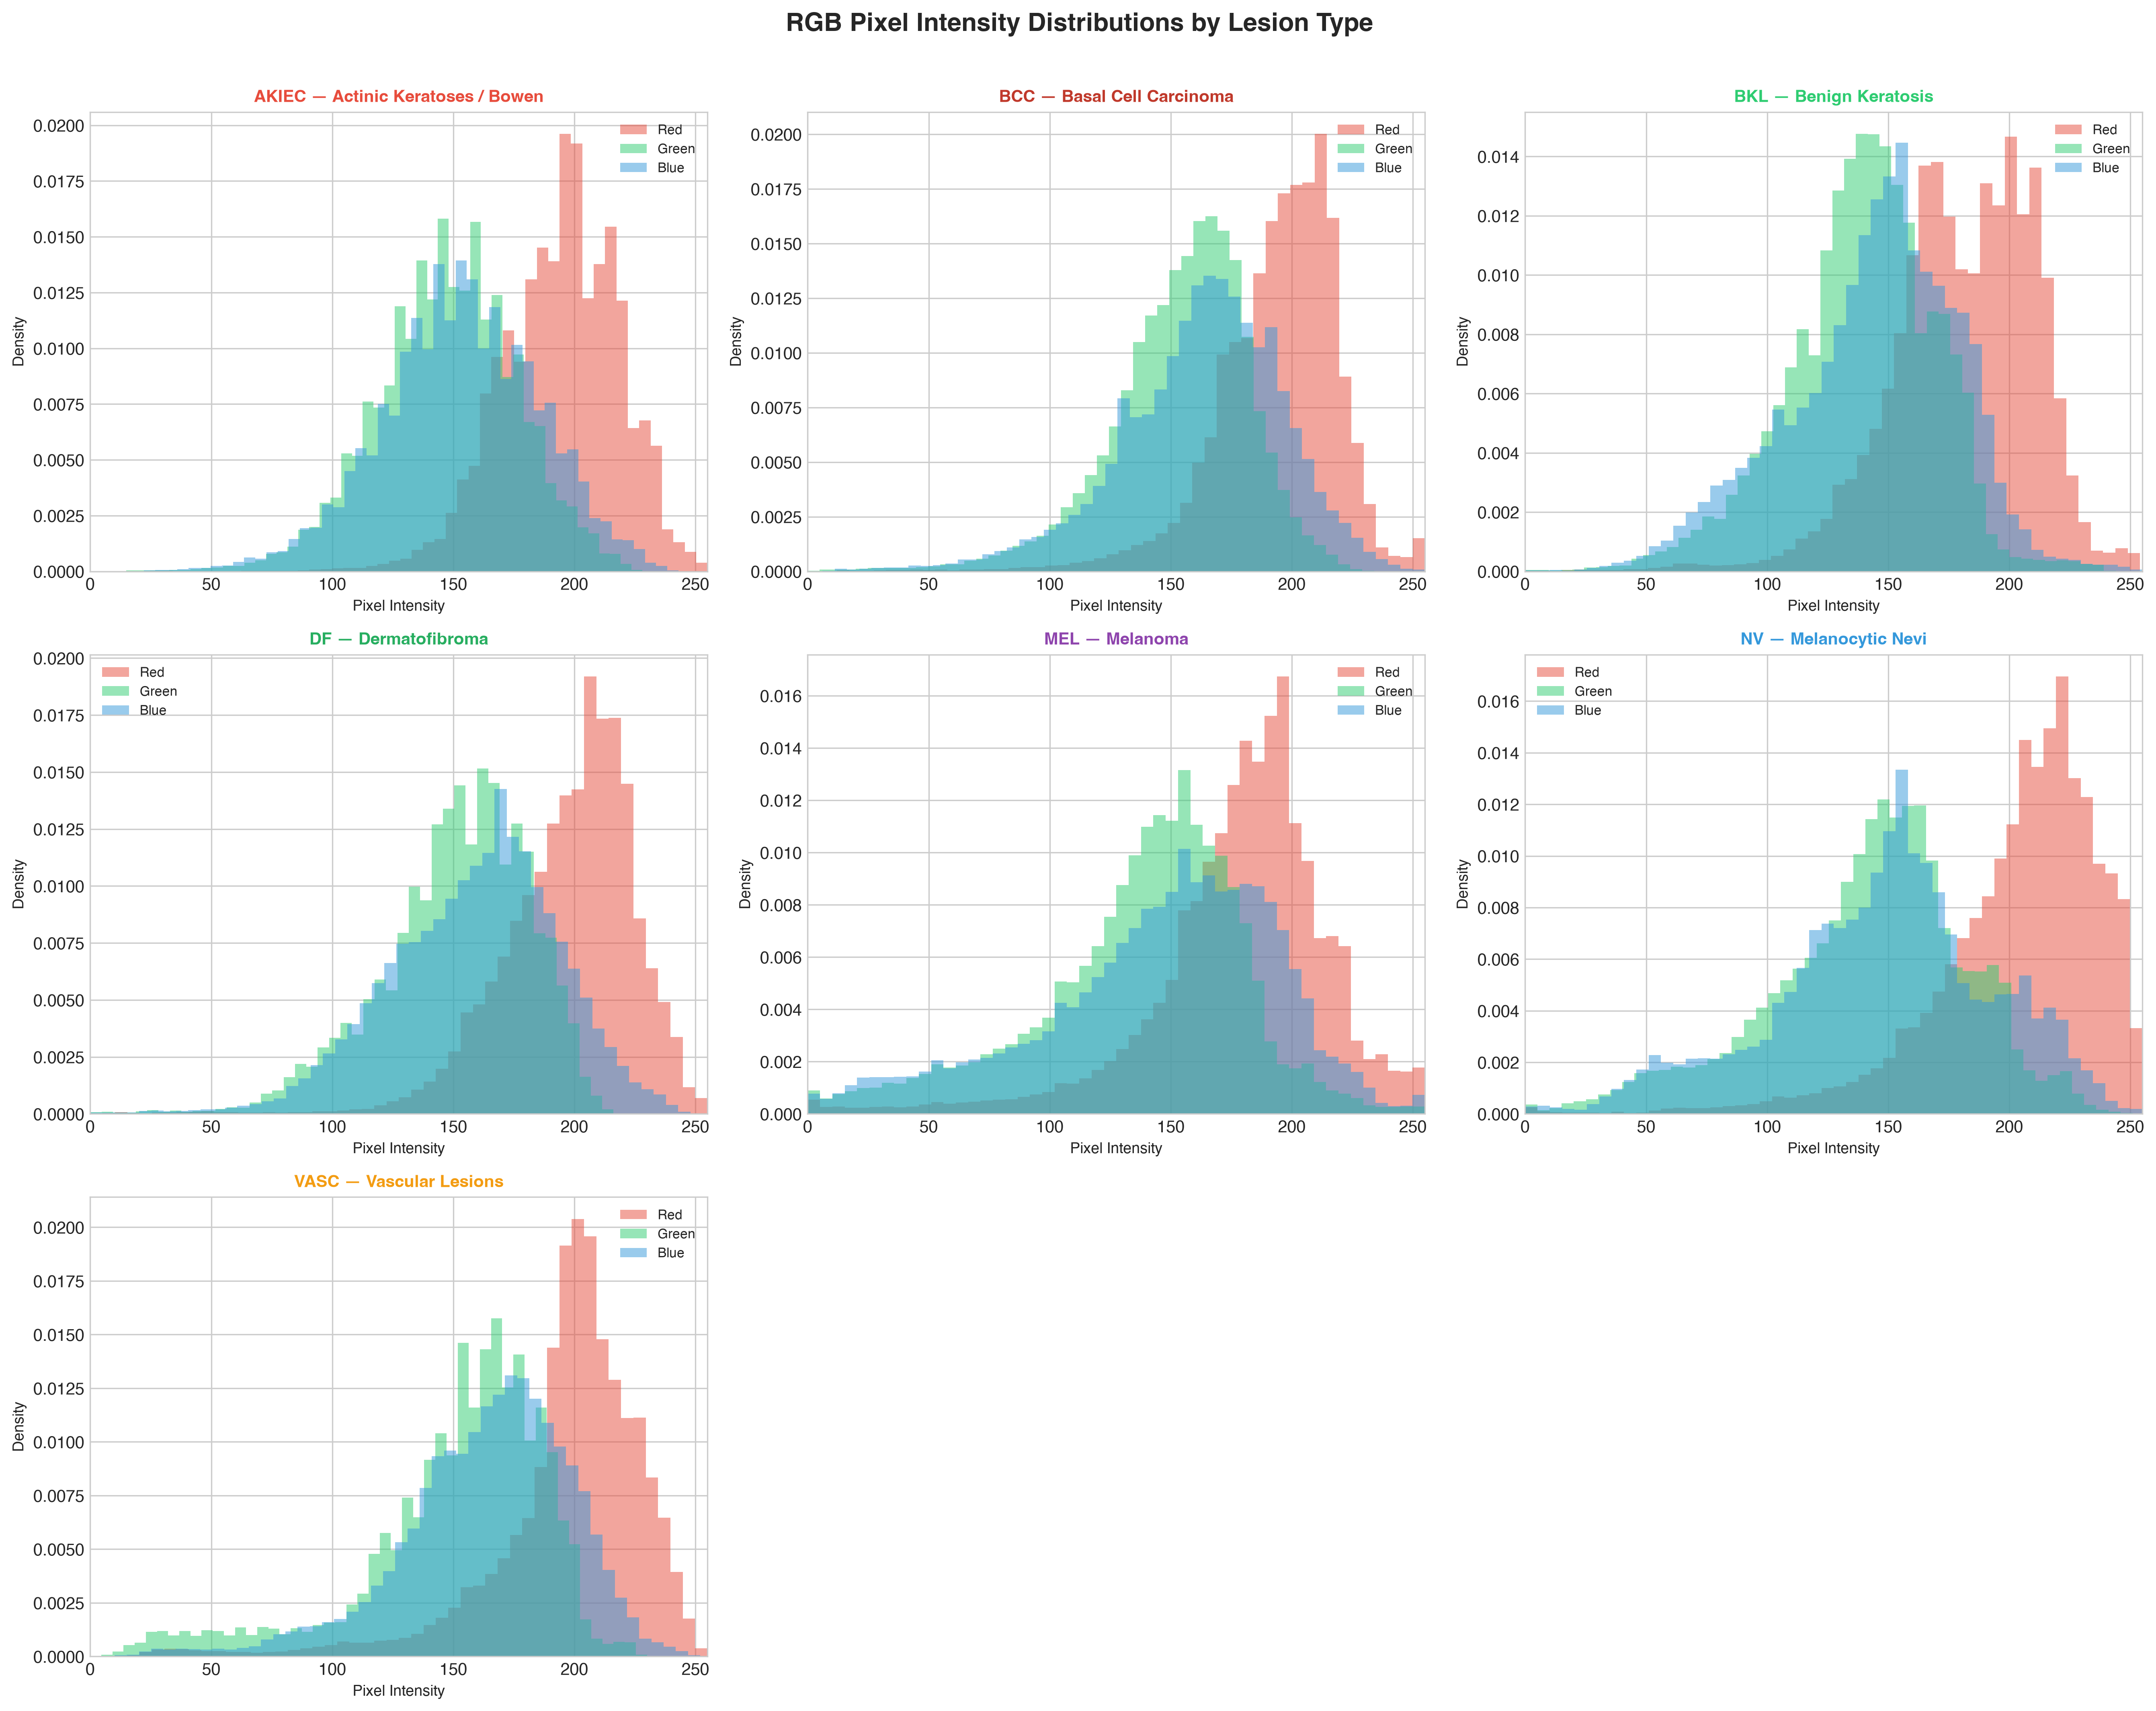 RGB Pixel Intensity Distributions by Lesion Type
AKIEC — Actinic Keratoses / Bowen
Red
Green
Blue
0.0200
0.0175
0.0150
0.0125
0.0100
0.0075
0.0050
0.0025
0.0000
Density
0 50 100 150 200 250
Pixel Intensity
BCC — Basal Cell Carcinoma
Red
Green
Blue
0.0200
0.0175
0.0150
0.0125
0.0100
0.0075
0.0050
0.0025
0.0000
Density
0 50 100 150 200 250
Pixel Intensity
BKL — Benign Keratosis
Red
Green
Blue
0.014
0.012
0.010
0.008
0.006
0.004
0.002
0.000
Density
0 50 100 150 200 250
Pixel Intensity
DF — Dermatofibroma
Red
Green
Blue
0.0200
0.0175
0.0150
0.0125
0.0100
0.0075
0.0050
0.0025
0.0000
Density
0 50 100 150 200 250
Pixel Intensity
MEL — Melanoma
Red
Green
Blue
0.016
0.014
0.012
0.010
0.008
0.006
0.004
0.002
0.000
Density
0 50 100 150 200 250
Pixel Intensity
NV — Melanocytic Nevi
Red
Green
Blue
0.016
0.014
0.012
0.010
0.008
0.006
0.004
0.002
0.000
Density
0 50 100 150 200 250
Pixel Intensity
VASC — Vascular Lesions
Red
Green
Blue
0.0200
0.0175
0.0150
0.0125
0.0100
0.0075
0.0050
0.0025
0.0000
Density
0 50 100 150 200 250
Pixel Intensity